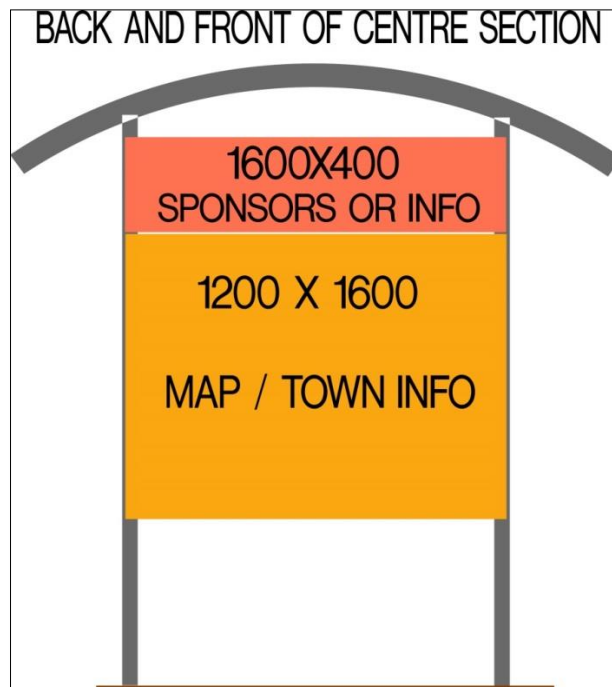 BACK AND FRONT OF CENTRE SECTION
1600X400
SPONSORS OR INFO
1200 X 1600
MAP / TOWN INFO